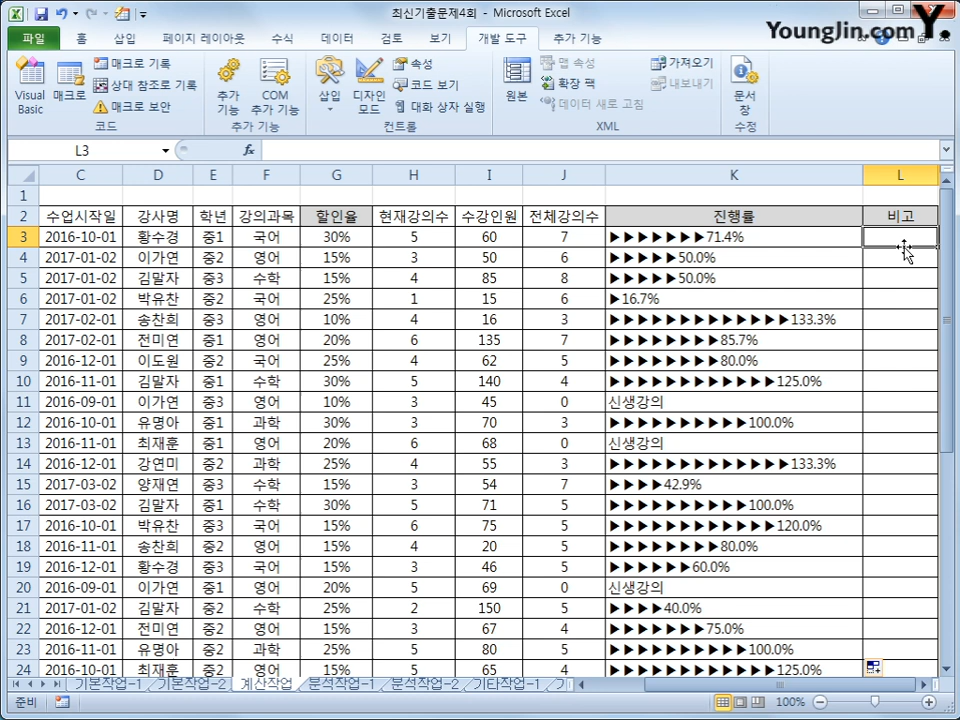 최신기출문제4회 - Microsoft Excel
Younglin.com Y.
파일 홈 삽입 페이지 레이아웃 수식 데이터 검토 보기 개발 도구 추가 기능
Visual Basic
매크로
매크로 기록
상대 참조로 기록
매크로 보안
코드
추가 기능
COM 추가 기능
추가 기능
삽입
디자인 모드
속성
코드 보기
대화 상자 실행
컨트롤
원본
맵 속성
확장 팩
데이터 새로 고침
가져오기
내보내기
XML
문서 창
수정
L3 fx
C D E F G H I J K L
1
2 수업시작일 강사명 학년 강의과목 할인율 현재강의수 수강인원 전체강의수 진행률 비고
3 2016-10-01 황수경 중1 국어 30% 5 60 7 ▶▶▶▶▶▶▶71.4%
4 2017-01-02 이가연 중2 영어 15% 3 50 6 ▶▶▶▶▶50.0%
5 2017-01-02 김말자 중3 수학 15% 4 85 8 ▶▶▶▶▶50.0%
6 2017-01-02 박유찬 중2 국어 25% 1 15 6 ▶16.7%
7 2017-02-01 송찬희 중3 영어 10% 4 16 3 ▶▶▶▶▶▶▶▶▶▶▶▶▶133.3%
8 2017-02-01 전미연 중1 영어 20% 6 135 7 ▶▶▶▶▶▶▶▶85.7%
9 2016-12-01 이도원 중2 국어 25% 4 62 5 ▶▶▶▶▶▶▶▶80.0%
10 2016-11-01 김말자 중1 수학 30% 5 140 4 ▶▶▶▶▶▶▶▶▶▶▶▶125.0%
11 2016-09-01 이가연 중3 영어 10% 3 45 0 신생강의
12 2016-10-01 유명아 중1 과학 30% 3 70 3 ▶▶▶▶▶▶▶▶▶▶100.0%
13 2016-11-01 최재훈 중1 영어 20% 6 68 0 신생강의
14 2016-12-01 강연미 중2 과학 25% 4 55 3 ▶▶▶▶▶▶▶▶▶▶▶▶▶133.3%
15 2017-03-02 양재연 중3 수학 15% 3 54 7 ▶▶▶▶42.9%
16 2017-03-02 김말자 중1 수학 30% 5 71 5 ▶▶▶▶▶▶▶▶▶▶100.0%
17 2016-10-01 박유찬 중3 국어 15% 6 75 5 ▶▶▶▶▶▶▶▶▶▶▶▶120.0%
18 2016-11-01 송찬희 중2 영어 15% 4 20 5 ▶▶▶▶▶▶▶▶80.0%
19 2016-12-01 황수경 중3 국어 15% 3 46 5 ▶▶▶▶▶▶60.0%
20 2016-09-01 이가연 중1 영어 20% 5 69 0 신생강의
21 2017-01-02 김말자 중2 수학 25% 2 150 5 ▶▶▶▶40.0%
22 2016-12-01 전미연 중2 영어 15% 3 67 4 ▶▶▶▶▶▶▶75.0%
23 2016-11-01 유명아 중2 과학 25% 5 80 5 ▶▶▶▶▶▶▶▶▶▶100.0%
24 2016-10-01 최재훈 중2 영어 15% 5 65 4 ▶▶▶▶▶▶▶▶▶▶▶▶125.0%
기본작업-1 기본작업-2 계산작업 분석작업-1 분석작업-2 기타작업-1
준비 100%